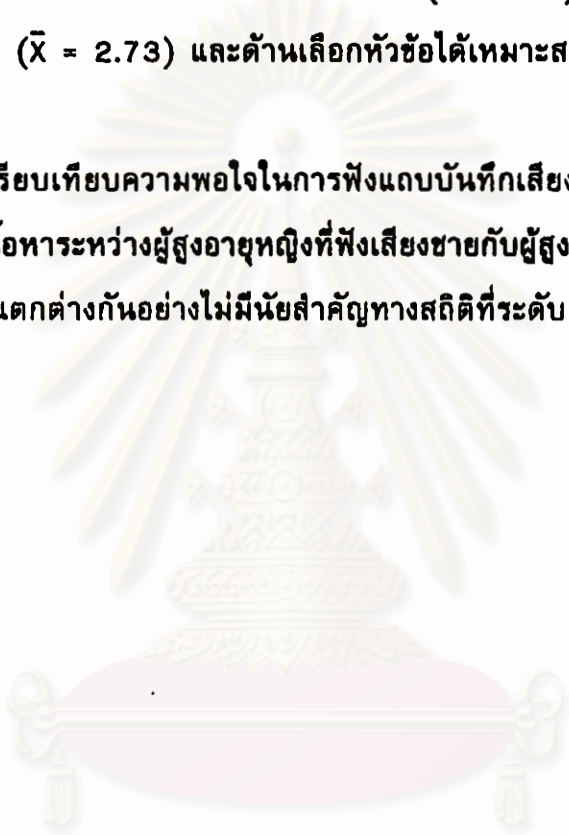 (X̄ = 2.73) และด้านเลือกหัวข้อได้เหมาะส
รียบเทียบความพอใจในการฟังแถบบันทึกเสียง
อหาระหว่างผู้สูงอายุหญิงที่ฟังเสียงชายกับผู้สูง
แตกต่างกันอย่างไม่มีนัยสำคัญทางสถิติที่ระดับ